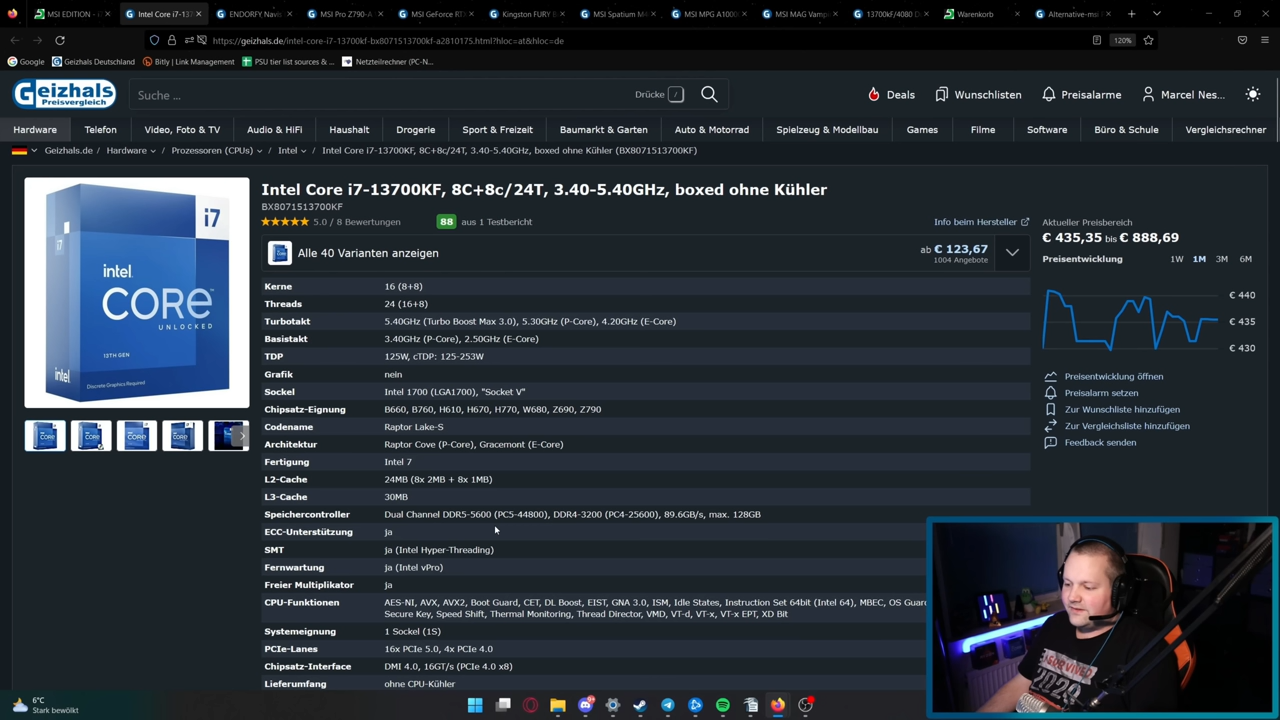 MSI EDITION - i
Intel Core i7-137
ENDORFY Navis
MSI Pro Z790-A
MSI GeForce RT
Kingston FURY B
MSI Spatium M4
MSI MPG A1000
MSI MAG Vamp
13700kf/4080 D
Warenkorb
Alternative-msi
https://geizhals.de/intel-core-i7-13700kf-bx8071513700kf-a2810175.html?hloc=at&hloc=de
120%
Google
Geizhals Deutschland
Bitly | Link Management
PSU tier list sources & ...
Netzteilrechner (PC-N...
Geizhals
Preisvergleich
Suche ...
Drücke /
Deals
Wunschlisten
Preisalarme
Marcel Nes...
Hardware
Telefon
Video, Foto & TV
Audio & HiFi
Haushalt
Drogerie
Sport & Freizeit
Baumarkt & Garten
Auto & Motorrad
Spielzeug & Modellbau
Games
Filme
Software
Büro & Schule
Vergleichsrechner
Geizhals.de / Hardware / Prozessoren (CPUs) / Intel / Intel Core i7-13700KF, 8C+8c/24T, 3.40-5.40GHz, boxed ohne Kühler (BX8071513700KF)
i7
i7
intel
CORE
UNLOCKED
13TH GEN
intel
Discrete Graphics Required
Intel Core i7-13700KF, 8C+8c/24T, 3.40-5.40GHz, boxed ohne Kühler
BX8071513700KF
5.0 / 8 Bewertungen
88 aus 1 Testbericht
Info beim Hersteller
Alle 40 Varianten anzeigen
ab € 123,67
1004 Angebote
Kerne 16 (8+8)
Threads 24 (16+8)
Turbotakt 5.40GHz (Turbo Boost Max 3.0), 5.30GHz (P-Core), 4.20GHz (E-Core)
Basistakt 3.40GHz (P-Core), 2.50GHz (E-Core)
TDP 125W, cTDP: 125-253W
Grafik nein
Sockel Intel 1700 (LGA1700), "Socket V"
Chipsatz-Eignung B660, B760, H610, H670, H770, W680, Z690, Z790
Codename Raptor Lake-S
Architektur Raptor Cove (P-Core), Gracemont (E-Core)
Fertigung Intel 7
L2-Cache 24MB (8x 2MB + 8x 1MB)
L3-Cache 30MB
Speichercontroller Dual Channel DDR5-5600 (PC5-44800), DDR4-3200 (PC4-25600), 89.6GB/s, max. 128GB
ECC-Unterstützung ja
SMT ja (Intel Hyper-Threading)
Fernwartung ja (Intel vPro)
Freier Multiplikator ja
CPU-Funktionen AES-NI, AVX, AVX2, Boot Guard, CET, DL Boost, EIST, GNA 3.0, ISM, Idle States, Instruction Set 64bit (Intel 64), MBEC, OS Guard
Secure Key, Speed Shift, Thermal Monitoring, Thread Director, VMD, VT-d, VT-x, VT-x EPT, XD Bit
Systemeignung 1 Sockel (1S)
PCIe-Lanes 16x PCIe 5.0, 4x PCIe 4.0
Chipsatz-Interface DMI 4.0, 16GT/s (PCIe 4.0 x8)
Lieferumfang ohne CPU-Kühler
Aktueller Preisbereich
€ 435,35 bis € 888,69
Preisentwicklung 1W 1M 3M 6M
€ 440
€ 435
€ 430
Preisentwicklung öffnen
Preisalarm setzen
Zur Wunschliste hinzufügen
Zur Vergleichsliste hinzufügen
Feedback senden
6°C
Stark bewölkt